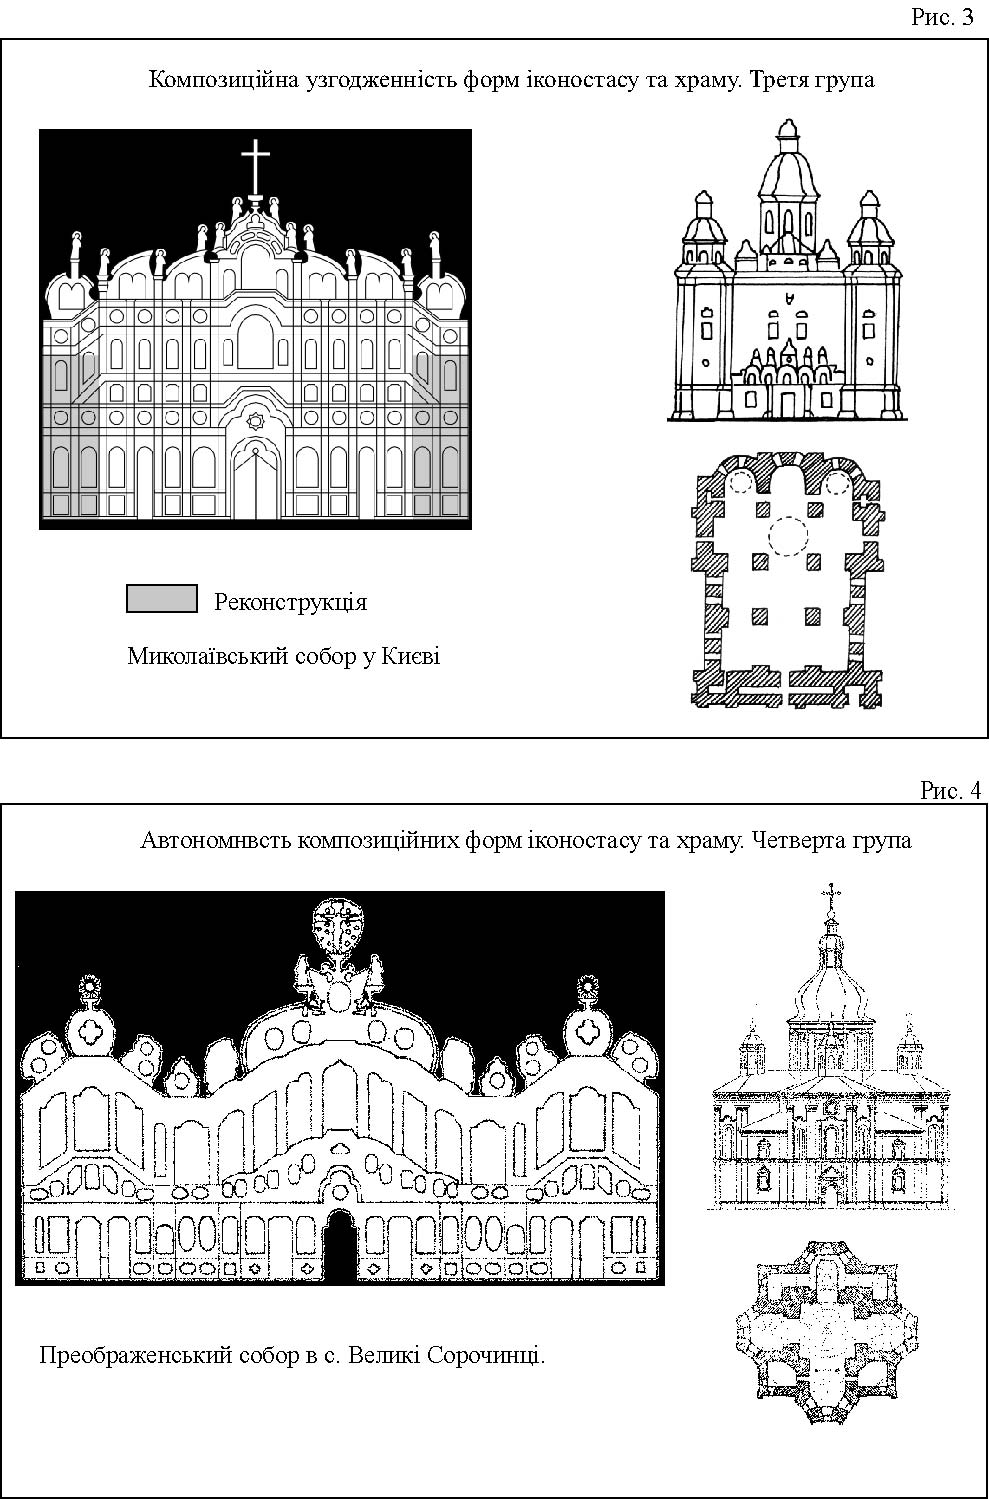 Рис. 3
Композиційна узгодженність форм іконостасу та храму. Третя група
Реконструкція
Миколаївський собор у Києві
Рис. 4
Автономнвсть композиційних форм іконостасу та храму. Четверта група
Преображенський собор в с. Великі Сорочинці.